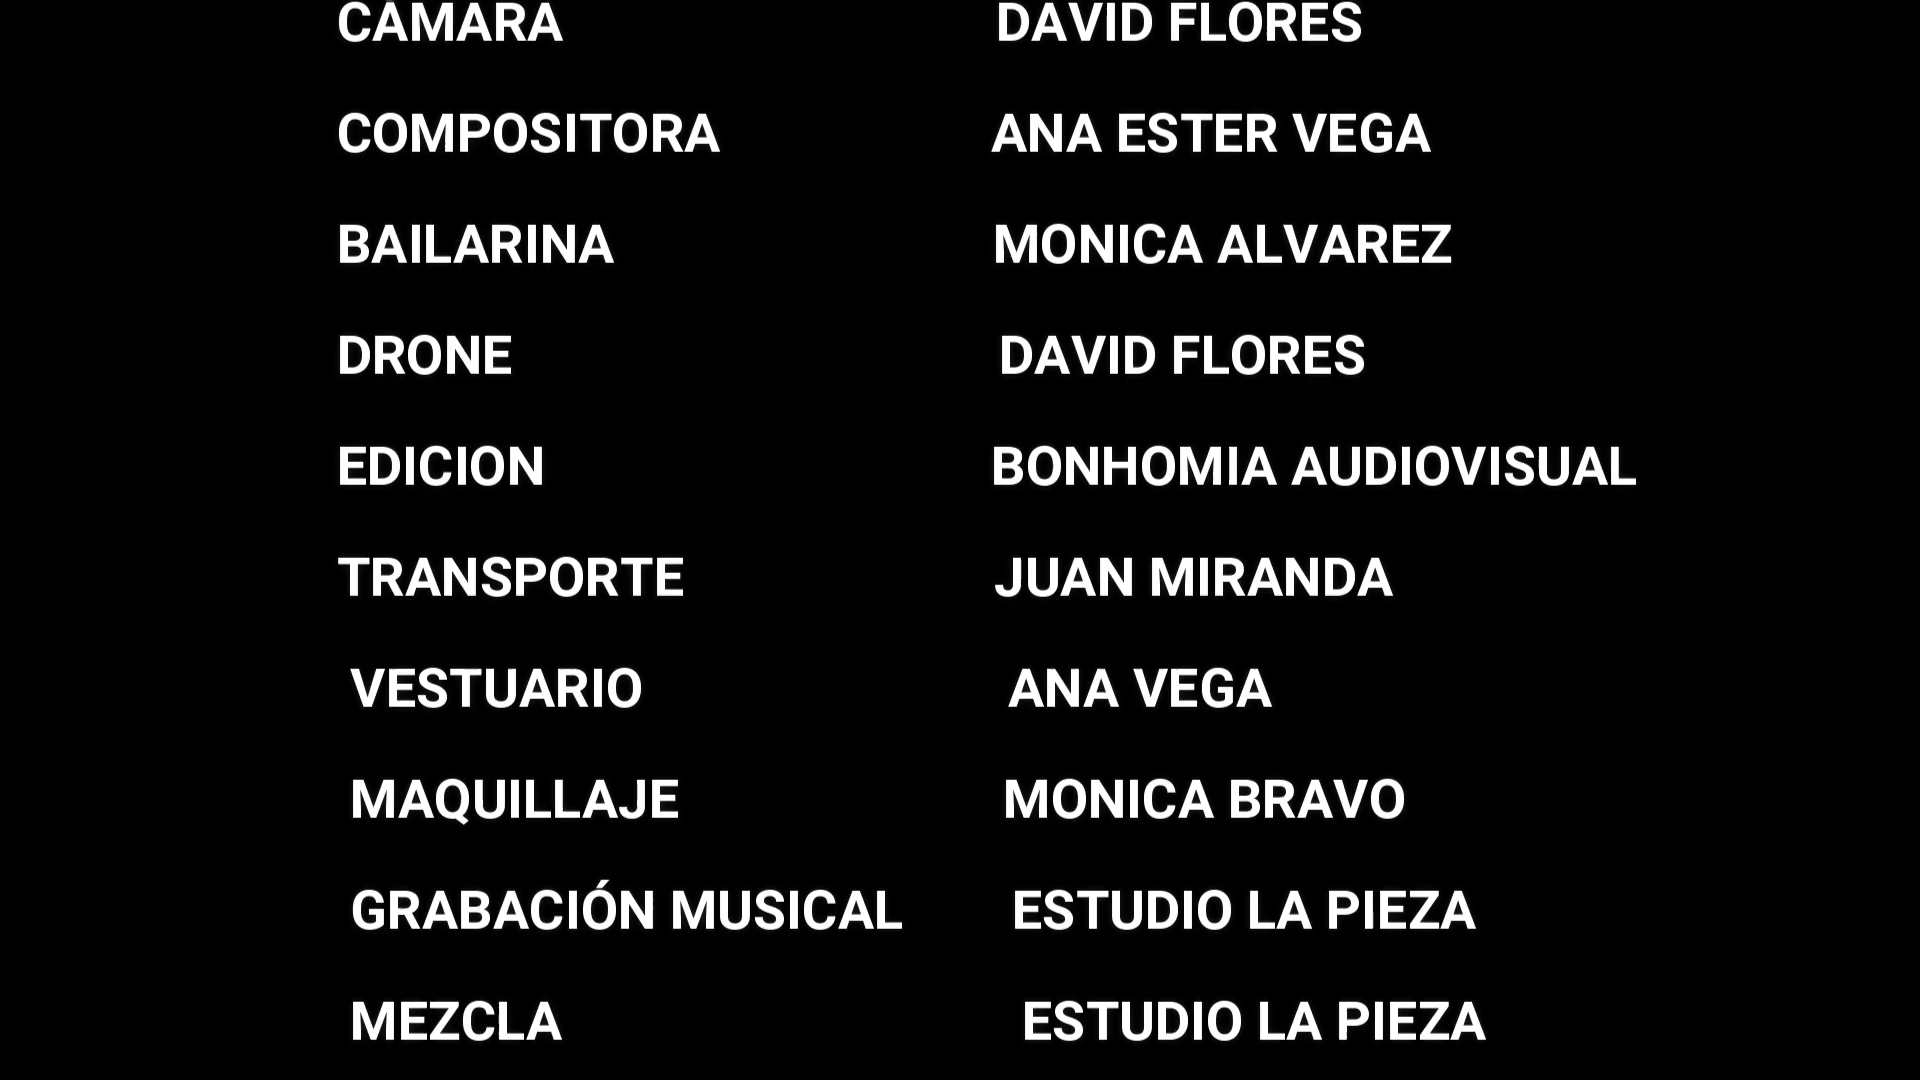 CÁMARA DAVID FLORES
COMPOSITORA ANA ESTER VEGA
BAILARINA MONICA ALVAREZ
DRONE DAVID FLORES
EDICION BONHOMIA AUDIOVISUAL
TRANSPORTE JUAN MIRANDA
VESTUARIO ANA VEGA
MAQUILLAJE MONICA BRAVO
GRABACIÓN MUSICAL ESTUDIO LA PIEZA
MEZCLA ESTUDIO LA PIEZA